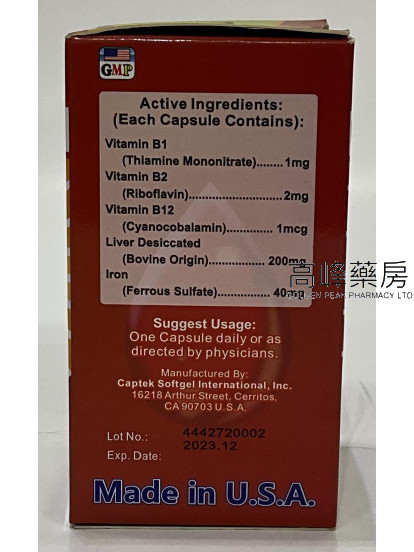 GMP
Active Ingredients:
(Each Capsule Contains):
Vitamin B1
(Thiamine Mononitrate)........1mg
Vitamin B2
(Riboflavin)....................2mg
Vitamin B12
(Cyanocobalamin)..............1mcg
Liver Desiccated
(Bovine Origin).................200mg
Iron
(Ferrous Sulfate)................40mg
高峰藥房
GOLDEN PEAK PHARMACY LTD
Suggest Usage:
One Capsule daily or as
directed by physicians.
Manufactured By:
Captek Softgel International, Inc.
16218 Arthur Street, Cerritos,
CA 90703 U.S.A.
Lot No.: 4442720002
2023.12
Exp. Date:
Made in U.S.A.